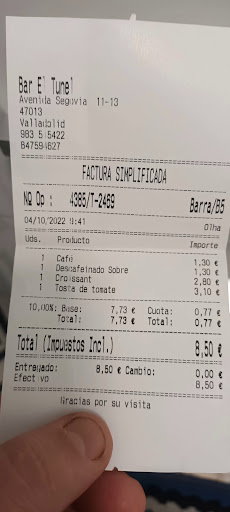 Bar El Tunel
Avenida Segovia 11-13
47013
Valladolid
983 5 5422
B47594627
FACTURA SIMPLIFICADA
Nº Op : 4385/T-2469 Barra/B5
04/10/2022 :41 Olha
Uds. Producto Importe
1 Café 1,30 €
1 Descafeinado Sobre 1,30 €
1 Croissant 2,80 €
1 Tosta de tomate 3,10 €
10,00%: Base: 7,73 € Cuota: 0,77 €
Total: 7,73 € Total: 0,77 €
Total (Impuestos Incl.) 8,50 €
Entregado: 8,50 € Cambio: 0,00 €
Efectivo 8,50 €
Gracias por su visita